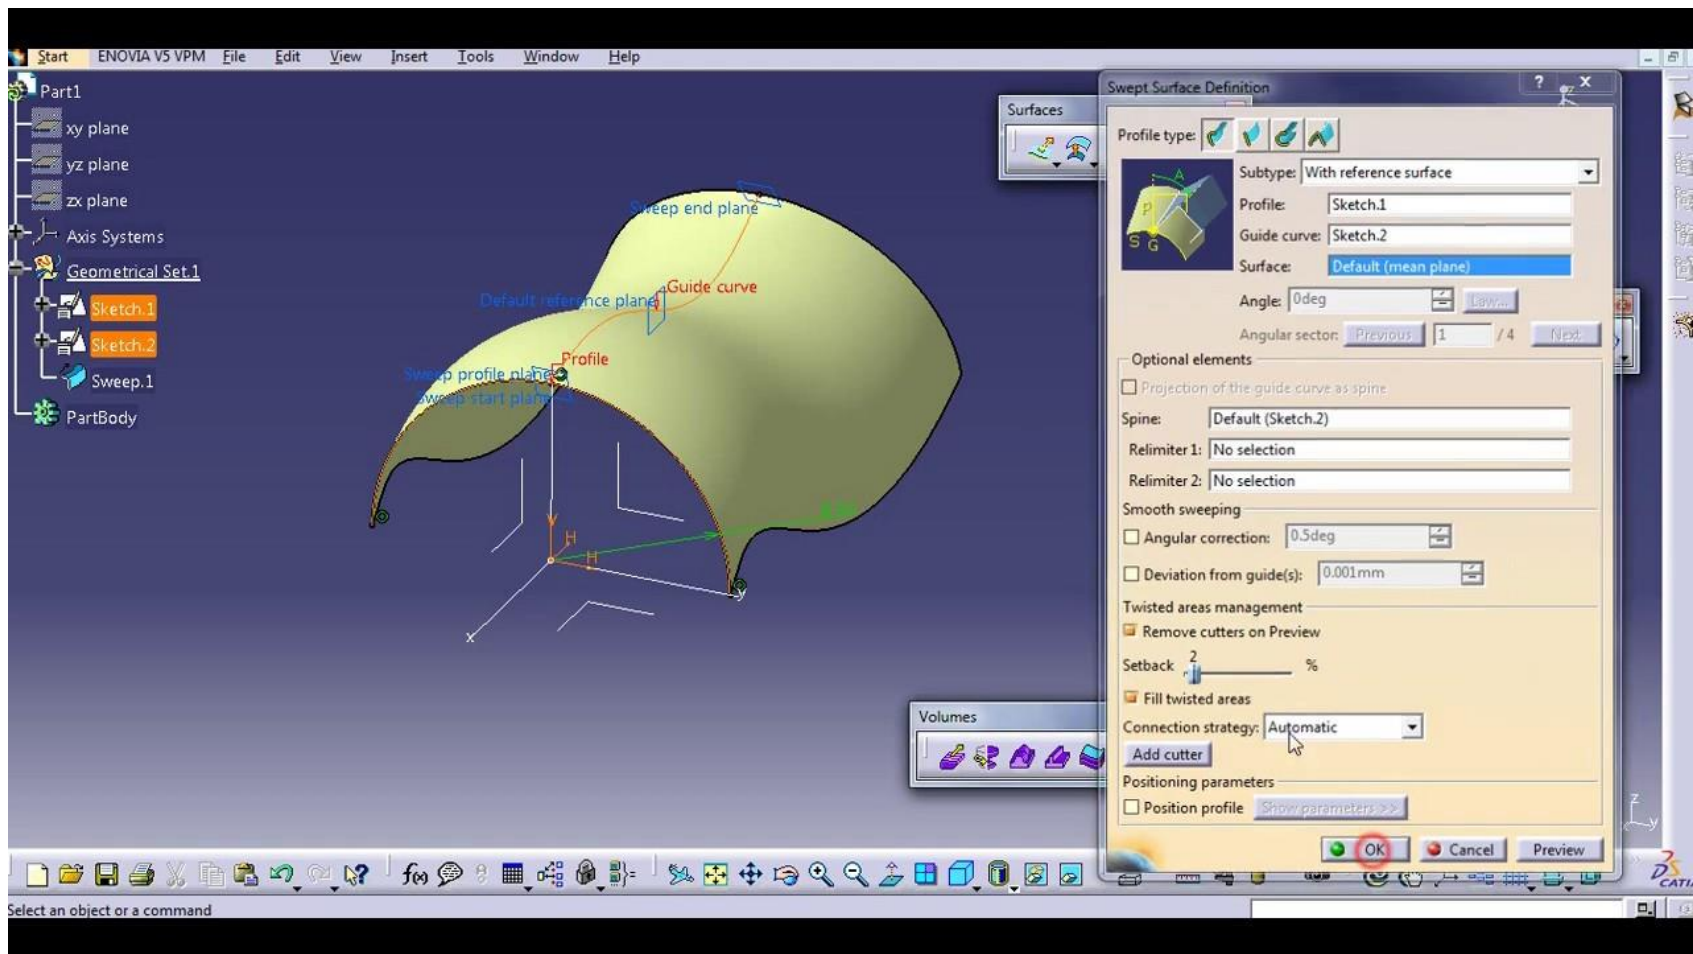 Start ENOVIA V5 VPM File Edit View Insert Tools Window Help
Part1
xy plane
yz plane
zx plane
Axis Systems
Geometrical Set.1
Sketch.1
Sketch.2
Sweep.1
PartBody
Sweep end plane
Guide curve
Default reference plane
Profile
Sweep profile plane
Sweep start plane
V
H
H
x
y
Surfaces
Volumes
Swept Surface Definition
? X
Profile type:
Subtype: With reference surface
Profile: Sketch.1
Guide curve: Sketch.2
Surface: Default (mean plane)
A
P
S G
Angle: 0deg Law...
Angular sector: Previous 1 / 4 Next
Optional elements
Projection of the guide curve as spine
Spine: Default (Sketch.2)
Relimiter 1: No selection
Relimiter 2: No selection
Smooth sweeping
Angular correction: 0.5deg
Deviation from guide(s): 0.001mm
Twisted areas management
Remove cutters on Preview
2
Setback %
Fill twisted areas
Connection strategy: Automatic
Add cutter
Positioning parameters
Position profile Show parameters >>
OK Cancel Preview
z
x y
f(x)
CATIA
Select an object or a command